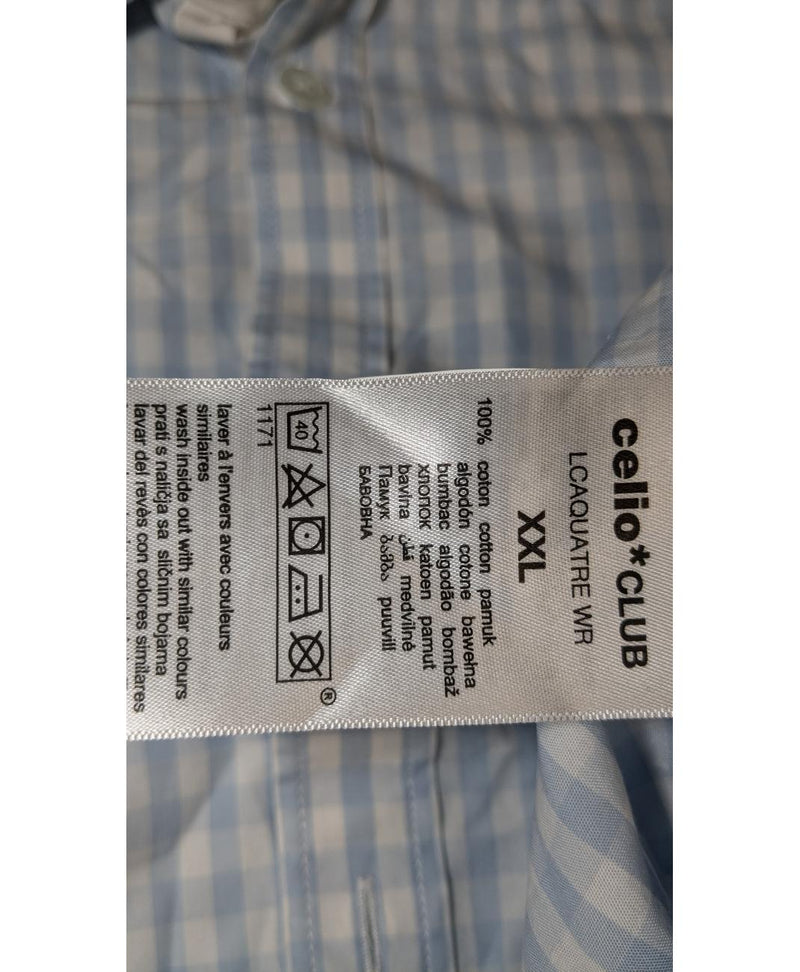 celio*CLUB
LCAQUATRE WR
XXL
100% coton cotton pamuk
algodón cotone bawełna
bumbac algodão bombaž
хлопок katoen pamut
bavlna قطن medvilnė
Памук ბამბა puuvill
БАВОВНА
40
®
1171
laver à l'envers avec couleurs
similaires
wash inside out with similar colours
prati s naličja sa sličnim bojama
lavar del revés con colores similares